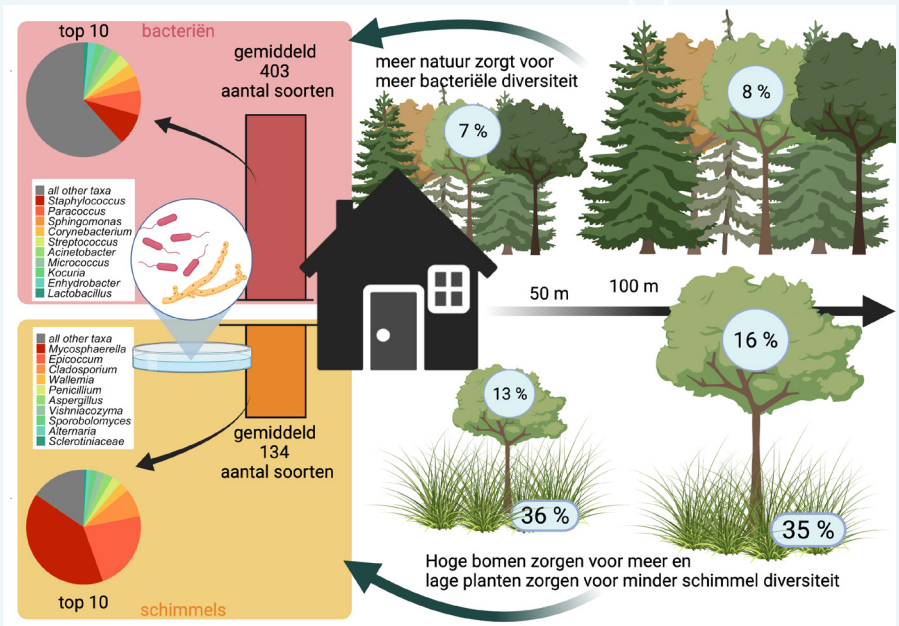 top 10
bacteriën
gemiddeld
403
aantal soorten
meer natuur zorgt voor
meer bacteriële diversiteit
7 %
8 %
all other taxa
Staphylococcus
Paracoccus
Sphingomonas
Corynebacterium
Streptococcus
Acinetobacter
Micrococcus
Kocuria
Enhydrobacter
Lactobacillus
50 m
100 m
all other taxa
Mycosphaerella
Epicoccum
Cladosporium
Wallemia
Penicillium
Aspergillus
Vishniacozyma
Sporobolomyces
Alternaria
Sclerotiniaceae
gemiddeld
134
aantal soorten
13 %
16 %
36 %
35 %
Hoge bomen zorgen voor meer en
lage planten zorgen voor minder schimmel diversiteit
top 10
schimmels